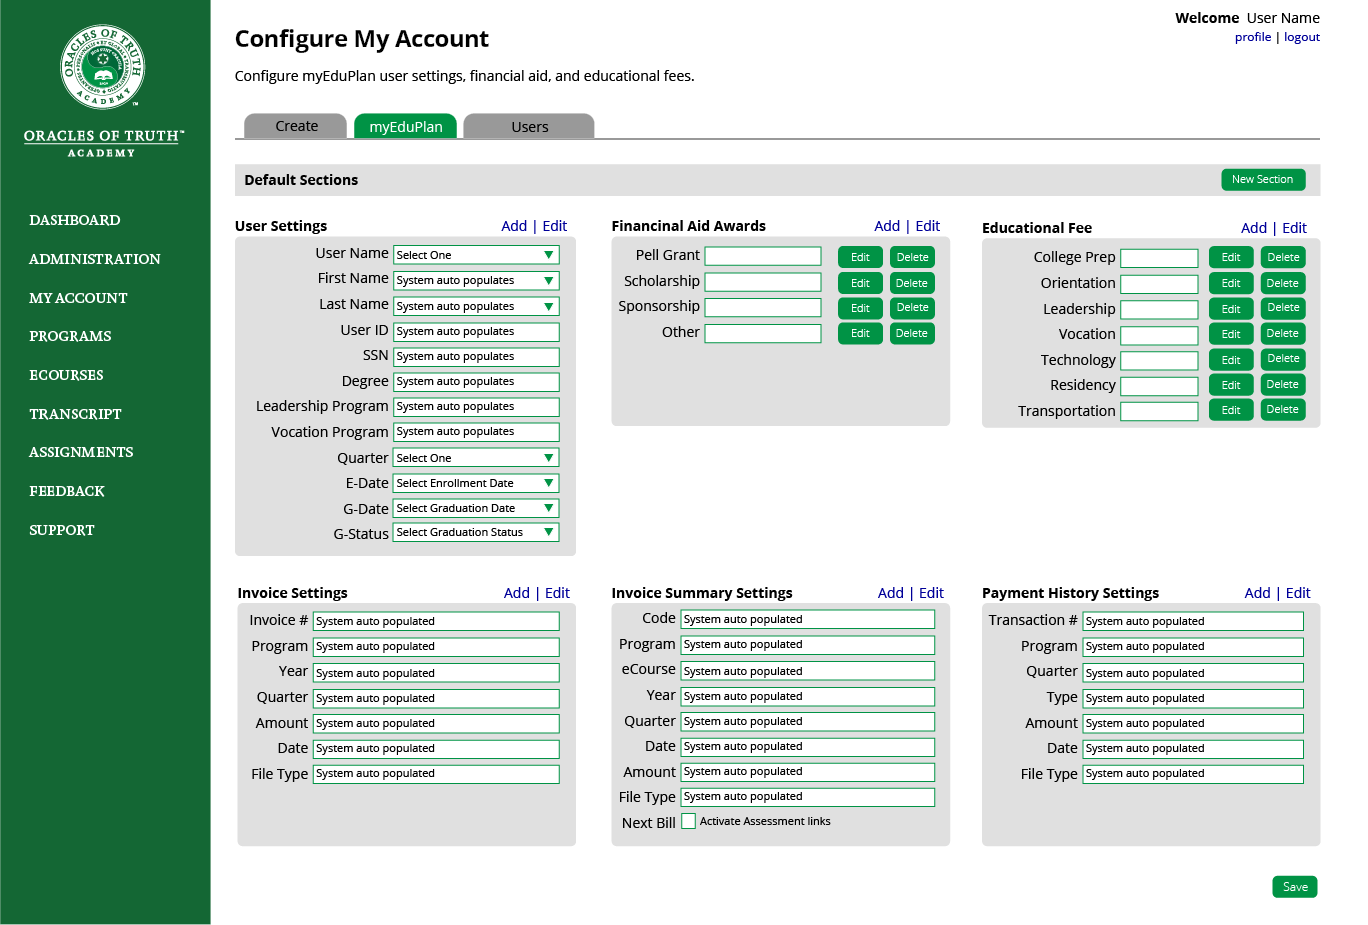 ORACLES OF TRUTH
ACADEMY
ORACLES OF TRUTH™
ACADEMY
DASHBOARD
ADMINISTRATION
MY ACCOUNT
PROGRAMS
ECOURSES
TRANSCRIPT
ASSIGNMENTS
FEEDBACK
SUPPORT
Welcome User Name
profile | logout
Configure My Account
Configure myEduPlan user settings, financial aid, and educational fees.
Create
myEduPlan
Users
Default Sections
New Section
User Settings
Add | Edit
User Name Select One
First Name System auto populates
Last Name System auto populates
User ID System auto populates
SSN System auto populates
Degree System auto populates
Leadership Program System auto populates
Vocation Program System auto populates
Quarter Select One
E-Date Select Enrollment Date
G-Date Select Graduation Date
G-Status Select Graduation Status
Financinal Aid Awards
Add | Edit
Pell Grant Edit Delete
Scholarship Edit Delete
Sponsorship Edit Delete
Other Edit Delete
Educational Fee
Add | Edit
College Prep Edit Delete
Orientation Edit Delete
Leadership Edit Delete
Vocation Edit Delete
Technology Edit Delete
Residency Edit Delete
Transportation Edit Delete
Invoice Settings
Add | Edit
Invoice # System auto populated
Program System auto populated
Year System auto populated
Quarter System auto populated
Amount System auto populated
Date System auto populated
File Type System auto populated
Invoice Summary Settings
Add | Edit
Code System auto populated
Program System auto populated
eCourse System auto populated
Year System auto populated
Quarter System auto populated
Date System auto populated
Amount System auto populated
File Type System auto populated
Next Bill Activate Assessment links
Payment History Settings
Add | Edit
Transaction # System auto populated
Program System auto populated
Quarter System auto populated
Type System auto populated
Amount System auto populated
Date System auto populated
File Type System auto populated
Save